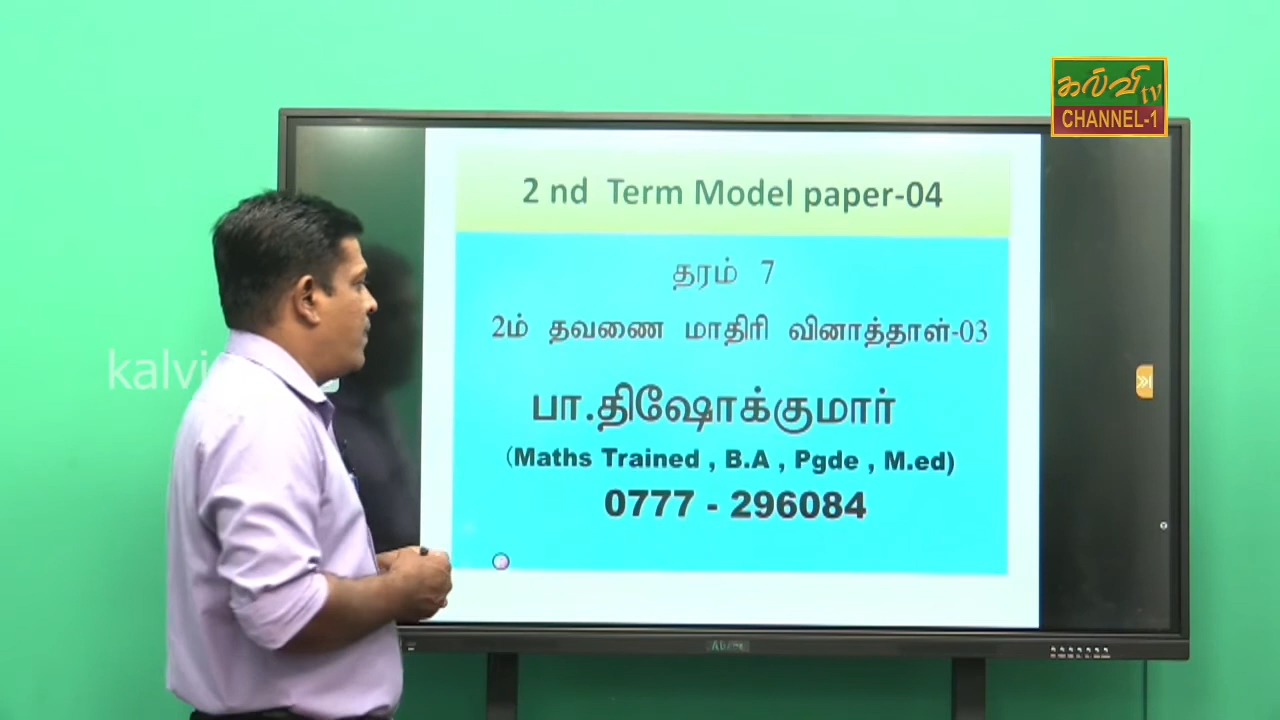 கல்வி tv
CHANNEL-1
2 nd Term Model paper-04
தரம் 7
2ம் தவணை மாதிரி வினாத்தாள்-03
kalvi
பா.திஷோக்குமார்
(Maths Trained , B.A , Pgde , M.ed)
0777 - 296084